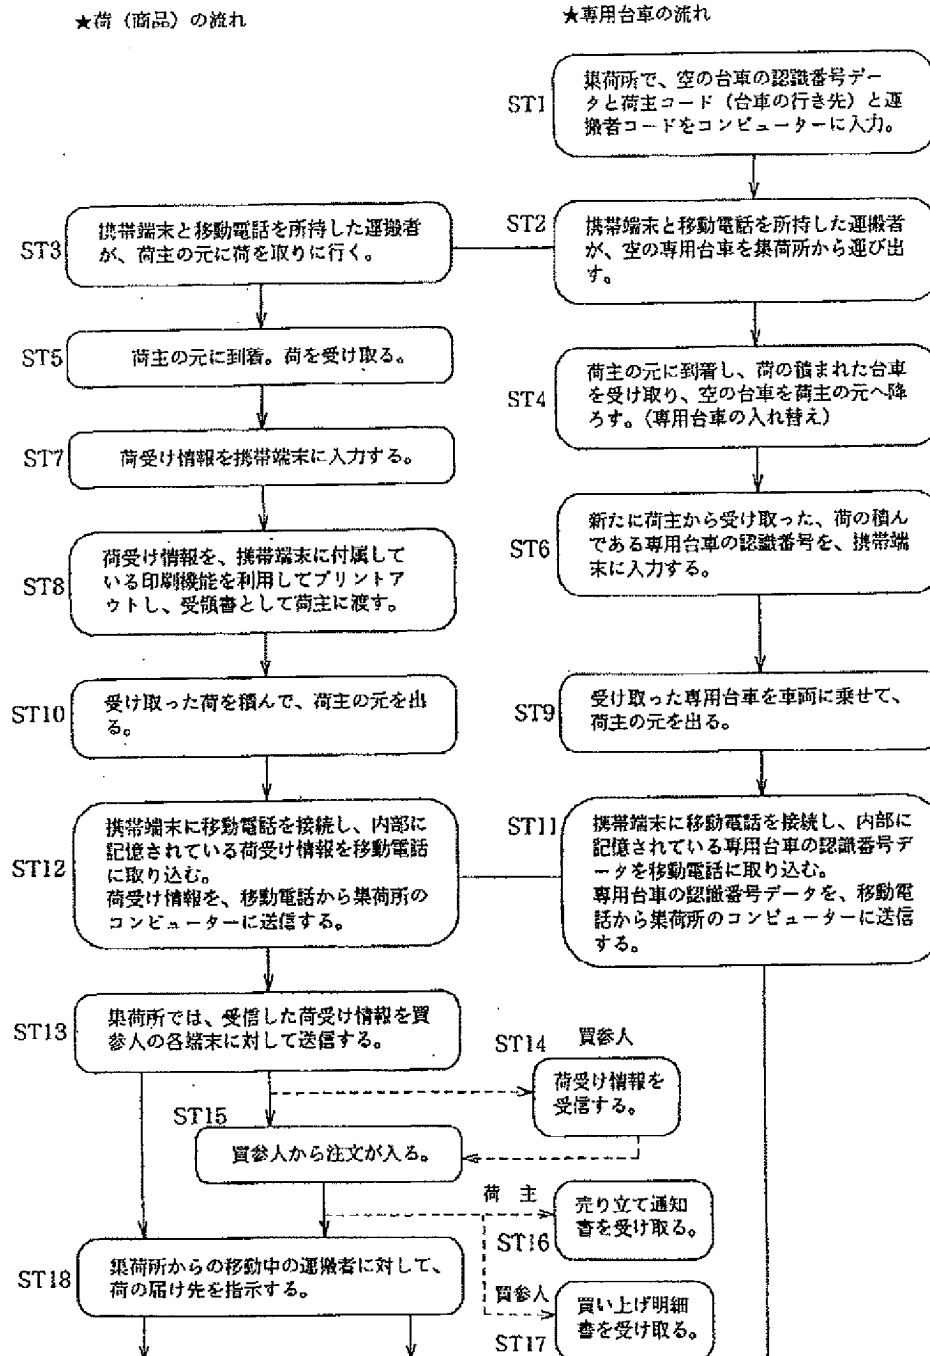 ★荷（商品）の流れ
★専用台車の流れ
ST1
集荷所で、空の台車の認識番号デー
タと荷主コード（台車の行き先）と運
搬者コードをコンピューターに入力。
ST3
携帯端末と移動電話を所持した運搬者
が、荷主の元に荷を取りに行く。
ST2
携帯端末と移動電話を所持した運搬者
が、空の専用台車を集荷所から運び出
す。
ST5
荷主の元に到着。荷を受け取る。
ST4
荷主の元に到着し、荷の積まれた台車
を受け取り、空の台車を荷主の元へ降
ろす。（専用台車の入れ替え）
ST7
荷受け情報を携帯端末に入力する。
ST6
新たに荷主から受け取った、荷の積ん
である専用台車の認識番号を、携帯端
末に入力する。
ST8
荷受け情報を、携帯端末に付属して
いる印刷機能を利用してプリントア
ウトし、受領書として荷主に渡す。
ST10
受け取った荷を積んで、荷主の元を出
る。
ST9
受け取った専用台車を車両に乗せて、
荷主の元を出る。
ST12
携帯端末に移動電話を接続し、内部に
記憶されている荷受け情報を移動電話
に取り込む。
荷受け情報を、移動電話から集荷所の
コンピューターに送信する。
ST11
携帯端末に移動電話を接続し、内部に
記憶されている専用台車の認識番号デ
ータを移動電話に取り込む。
専用台車の認識番号データを、移動電
話から集荷所のコンピューターに送信
する。
ST13
集荷所では、受信した荷受け情報を買
参人の各端末に対して送信する。
ST14
買参人
荷受け情報を
受信する。
ST15
買参人から注文が入る。
荷 主
ST16
売り立て通知
書を受け取る。
ST18
集荷所からの移動中の運搬者に対して、
荷の届け先を指示する。
買参人
ST17
買い上げ明細
書を受け取る。